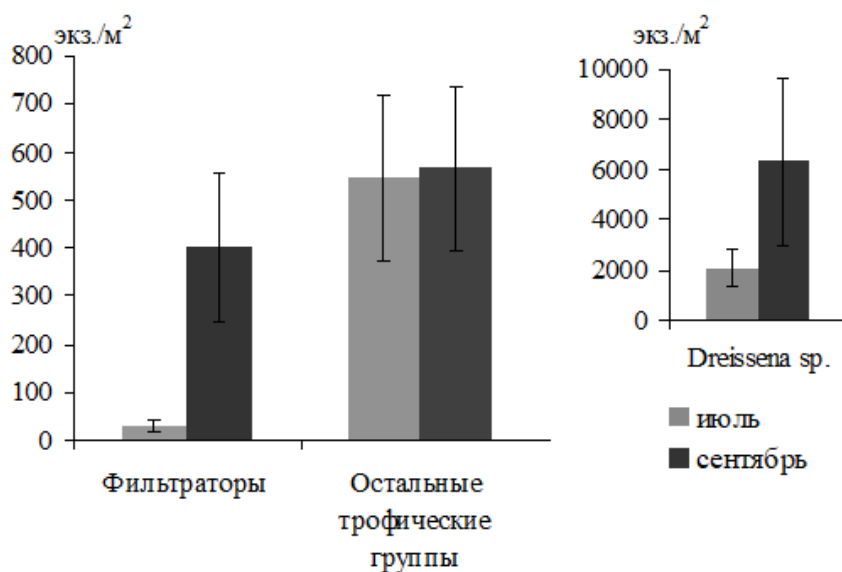 экз./м²
800
700
600
500
400
300
200
100
0
Фильтраторы
Остальные
трофические
группы
экз./м²
10000
8000
6000
4000
2000
0
Dreissena sp.
июль
сентябрь